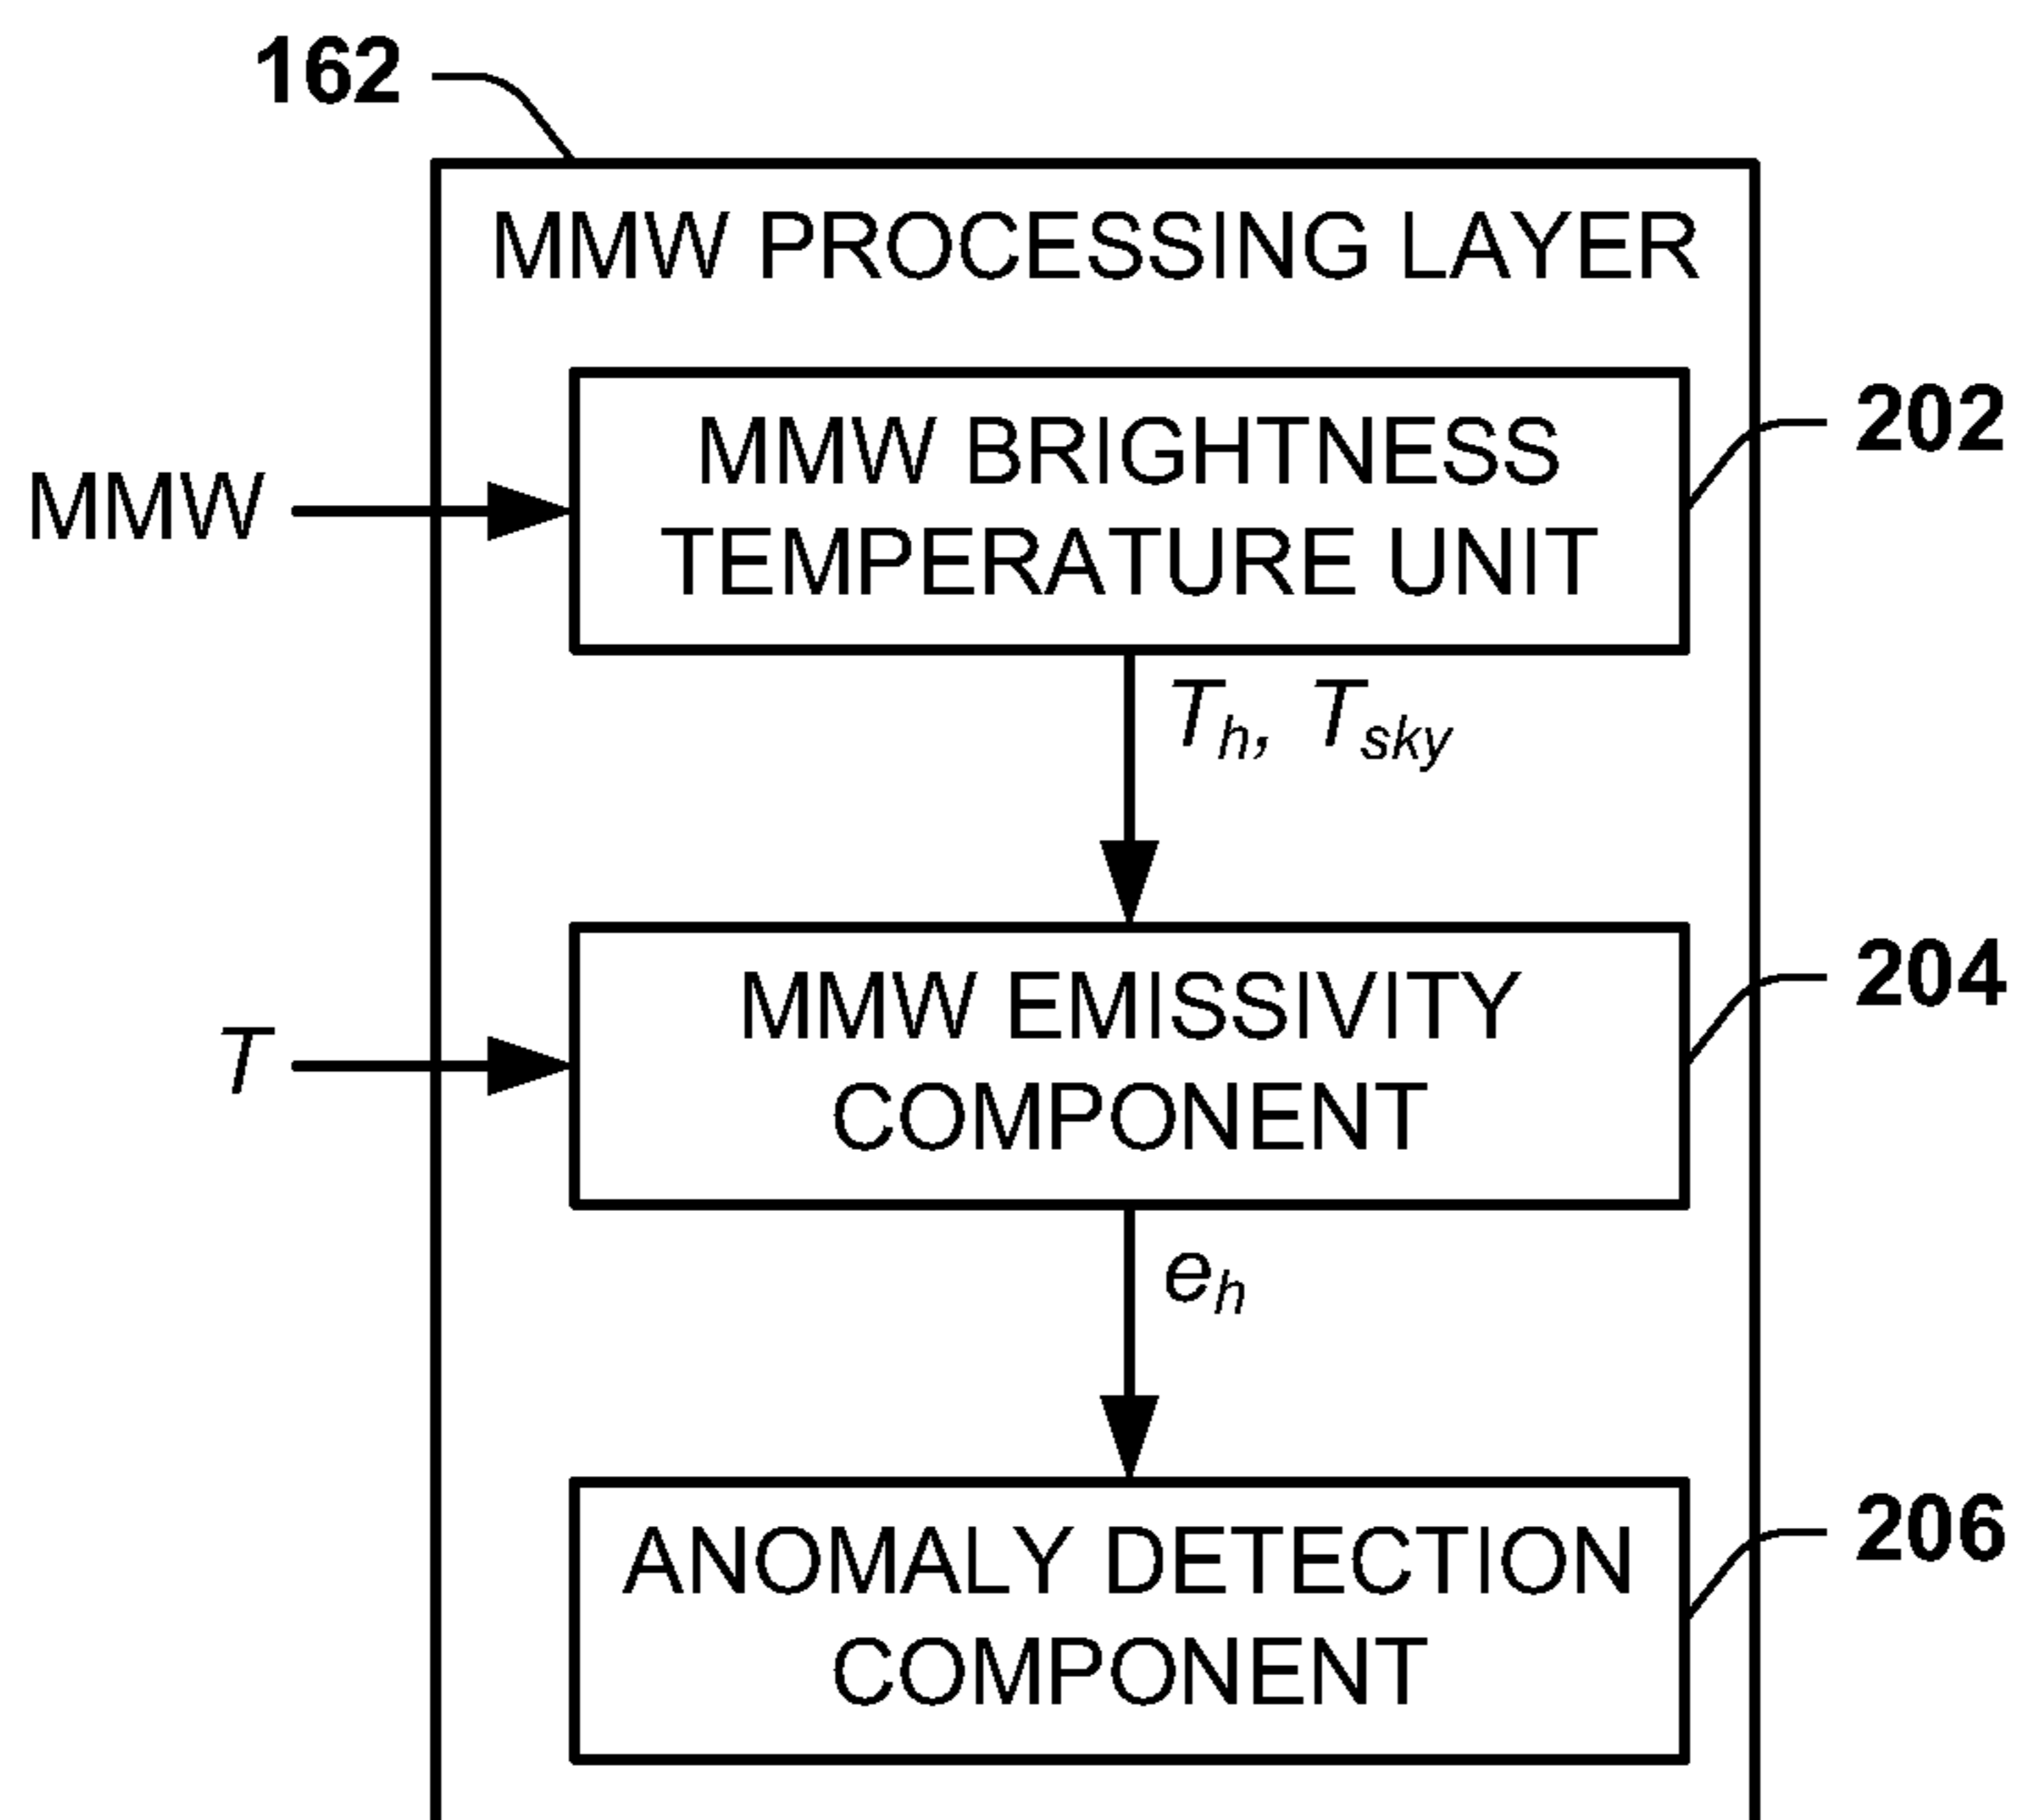 162
MMW PROCESSING LAYER
MMW BRIGHTNESS
TEMPERATURE UNIT
202
MMW
Th, Tsky
MMW EMISSIVITY
COMPONENT
204
T
eh
ANOMALY DETECTION
COMPONENT
206